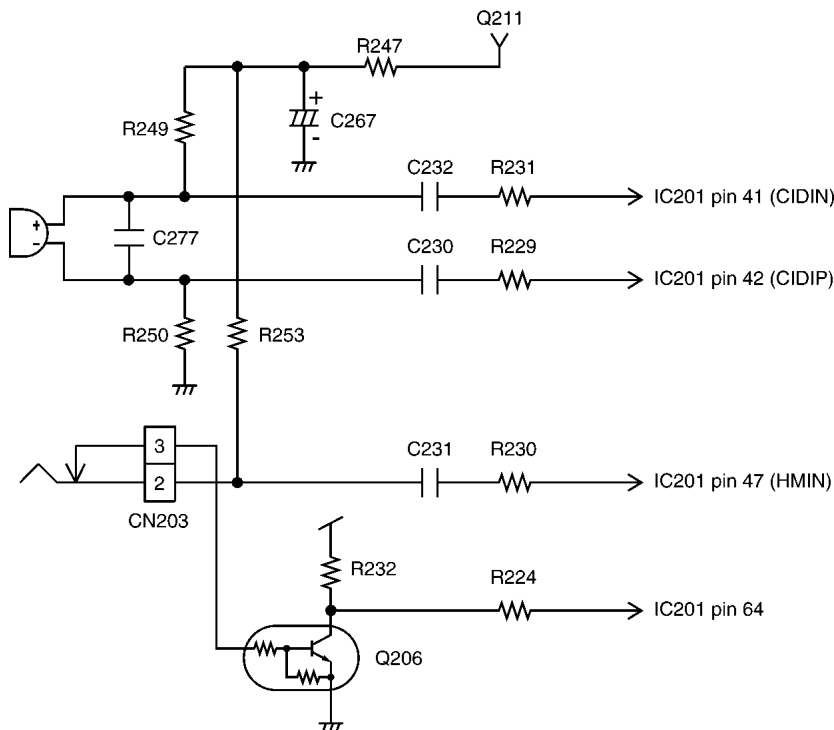 Q211
R247
+
C267
-
R249
C232
R231
IC201 pin 41 (CIDIN)
+
-
C277
C230
R229
IC201 pin 42 (CIDIP)
R250
R253
3
2
CN203
C231
R230
IC201 pin 47 (HMIN)
R232
R224
IC201 pin 64
Q206